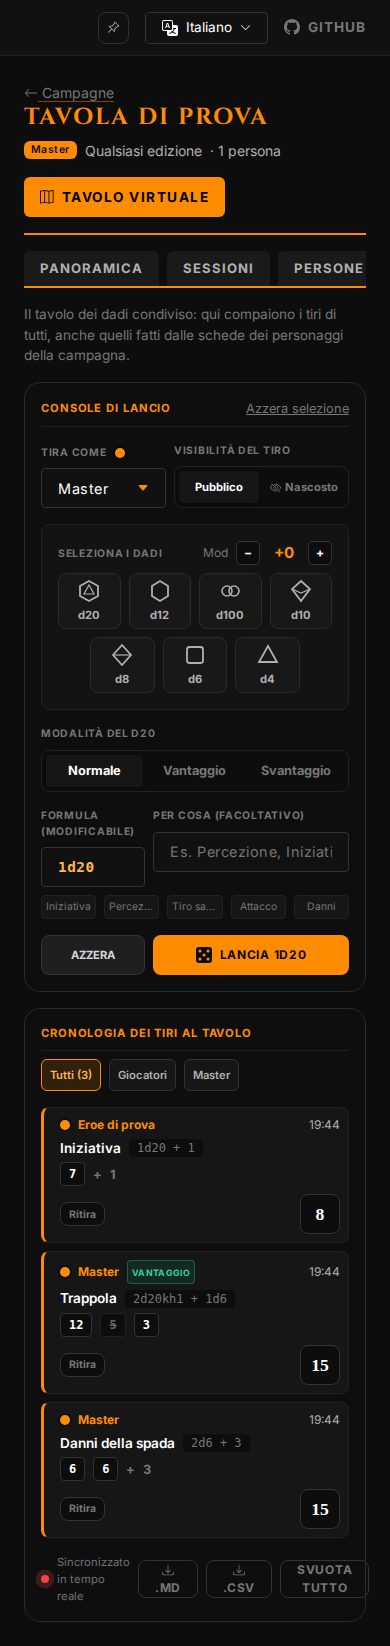 Italiano
GITHUB
← Campagne
TAVOLA DI PROVA
Master Qualsiasi edizione · 1 persona
TAVOLO VIRTUALE
PANORAMICA SESSIONI PERSONE
Il tavolo dei dadi condiviso: qui compaiono i tiri di
tutti, anche quelli fatti dalle schede dei personaggi
della campagna.
CONSOLE DI LANCIO Azzera selezione
TIRA COME
Master
VISIBILITÀ DEL TIRO
Pubblico Nascosto
SELEZIONA I DADI Mod − +0 +
d20 d12 d100 d10
d8 d6 d4
MODALITÀ DEL D20
Normale Vantaggio Svantaggio
FORMULA
(MODIFICABILE)
1d20
PER COSA (FACOLTATIVO)
Es. Percezione, Iniziati
Iniziativa Percez... Tiro sa... Attacco Danni
AZZERA LANCIA 1D20
CRONOLOGIA DEI TIRI AL TAVOLO
Tutti (3) Giocatori Master
Eroe di prova 19:44
Iniziativa 1d20 + 1
7 + 1
Ritira 8
Master VANTAGGIO 19:44
Trappola 2d20kh1 + 1d6
12 5 3
Ritira 15
Master 19:44
Danni della spada 2d6 + 3
6 6 + 3
Ritira 15
Sincronizzato
in tempo
reale
.MD
.CSV
SVUOTA
TUTTO